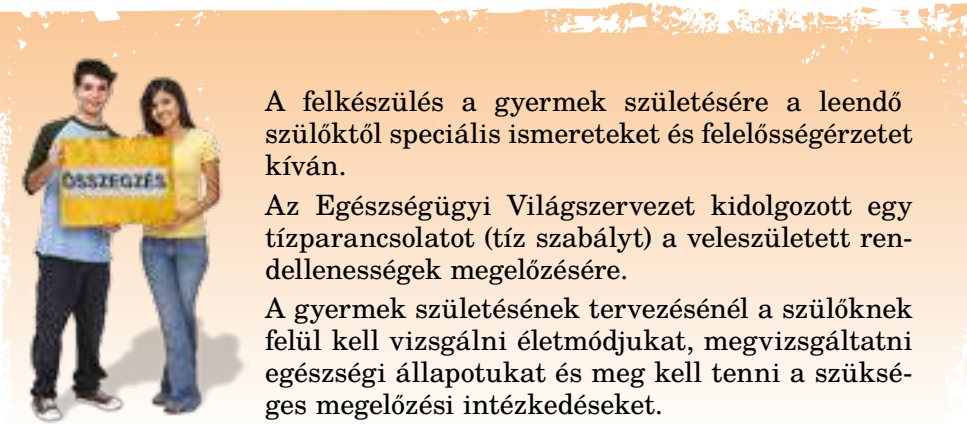 ÖSSZEGZÉS
A felkészülés a gyermek születésére a leendő
szülőktől speciális ismereteket és felelősségérzetet
kíván.
Az Egészségügyi Világszervezet kidolgozott egy
tízparancsolatot (tíz szabályt) a veleszületett ren-
dellenességek megelőzésére.
A gyermek születésének tervezésénél a szülőknek
felül kell vizsgálni életmódjukat, megvizsgáltatni
egészségi állapotukat és meg kell tenni a szüksé-
ges megelőzési intézkedéseket.